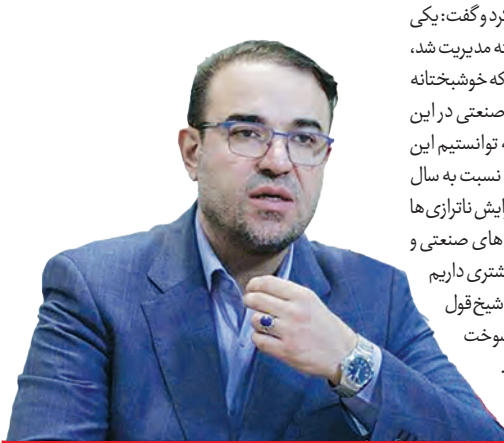 کرد و گفت: یکی
ه مدیریت شد،
که خوشبختانه
صنعتی در این
توانستیم این
نسبت به سال
ایش ناترازی‌ها
های صنعتی و
شتری داریم
شیخ قول
سوخت